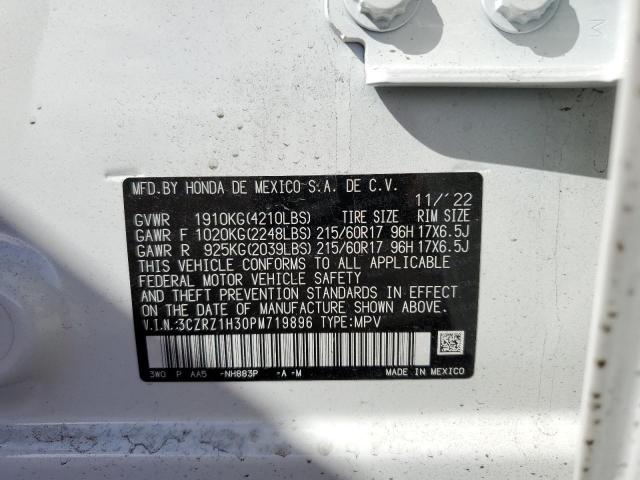 MFD.BY HONDA DE MEXICO S.A. DE C.V.
11/'22
GVWR 1910KG(4210LBS) TIRE SIZE RIM SIZE
GAWR F 1020KG(2248LBS) 215/60R17 96H 17X6.5J
GAWR R 925KG(2039LBS) 215/60R17 96H 17X6.5J
THIS VEHICLE CONFORMS TO ALL APPLICABLE
FEDERAL MOTOR VEHICLE SAFETY
AND THEFT PREVENTION STANDARDS IN EFFECT
ON THE DATE OF MANUFACTURE SHOWN ABOVE.
V.I.N.:3CZRZ1H30PM719896 TYPE:MPV
3W0 P AA5 -NH883P -A -M MADE IN MEXICO